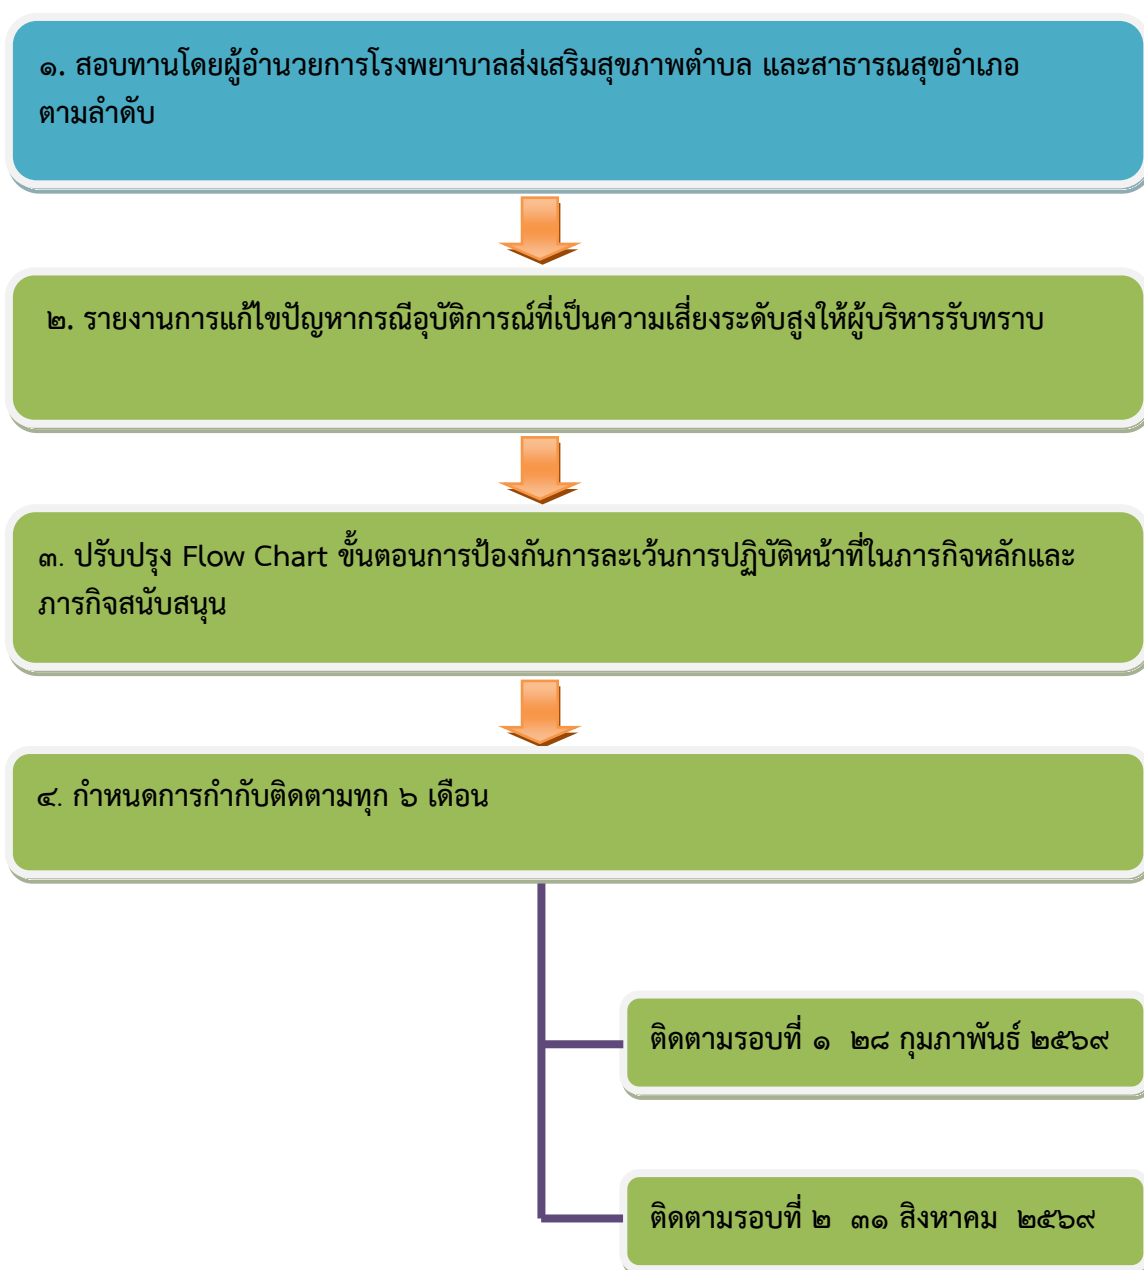 ๑. สอบทานโดยผู้อำนวยการโรงพยาบาลส่งเสริมสุขภาพตำบล และสาธารณสุขอำเภอ
ตามลำดับ
๒. รายงานการแก้ไขปัญหากรณีอุบัติการณ์ที่เป็นความเสี่ยงระดับสูงให้ผู้บริหารรับทราบ
๓. ปรับปรุง Flow Chart ขั้นตอนการป้องกันการละเว้นการปฏิบัติหน้าที่ในภารกิจหลักและ
ภารกิจสนับสนุน
๔. กำหนดการกำกับติดตามทุก ๖ เดือน
ติดตามรอบที่ ๑ ๒๘ กุมภาพันธ์ ๒๕๖๙
ติดตามรอบที่ ๒ ๓๑ สิงหาคม ๒๕๖๙